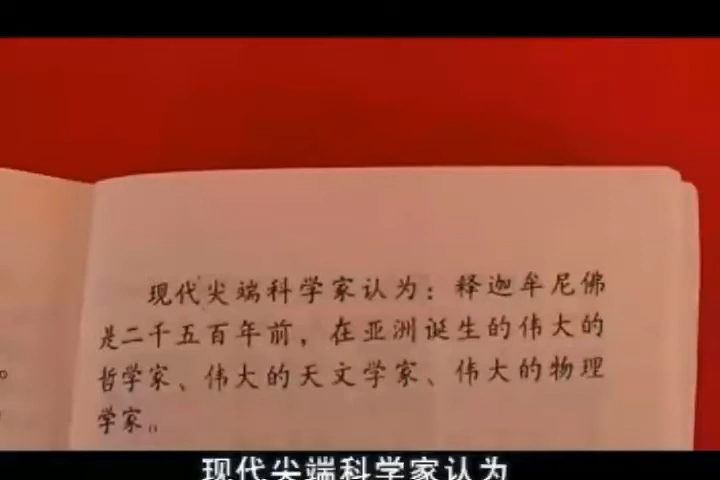 现代尖端科学家认为：释迦牟尼佛
是二千五百年前，在亚洲诞生的伟大的
哲学家、伟大的天文学家、伟大的物理
学家。
。
现代尖端科学家认为